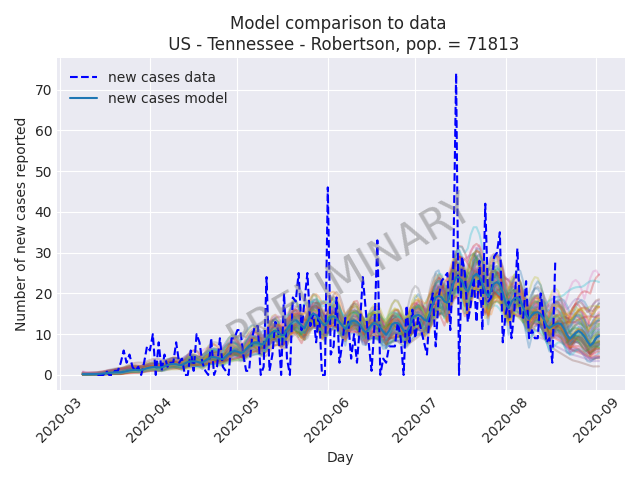 Model comparison to data
US - Tennessee - Robertson, pop. = 71813
new cases data
new cases model
Number of new cases reported
70
60
50
40
30
20
10
0
PRELIMINARY
2020-03
2020-04
2020-05
2020-06
2020-07
2020-08
2020-09
Day